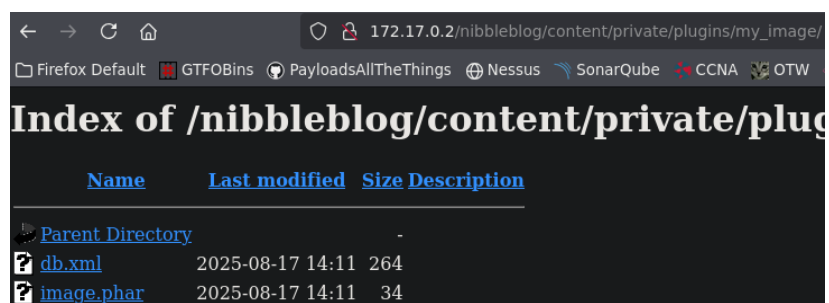 172.17.0.2/nibbleblog/content/private/plugins/my_image/
Firefox Default GTFOBins PayloadsAllTheThings Nessus SonarQube CCNA OTW
Index of /nibbleblog/content/private/plug
Name Last modified Size Description
Parent Directory -
db.xml 2025-08-17 14:11 264
image.phar 2025-08-17 14:11 34